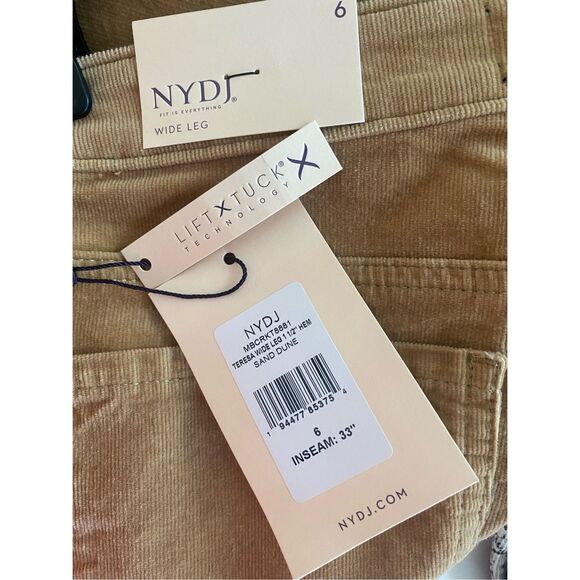 6
NYDJ®
FIT IS EVERYTHING
WIDE LEG
LIFT X TUCK® X
TECHNOLOGY
NYDJ
MBCRKT8881
TERESA WIDE LEG 1 1/2" HEM
SAND DUNE
1 94477 85375 4
6
INSEAM: 33"
NYDJ.COM